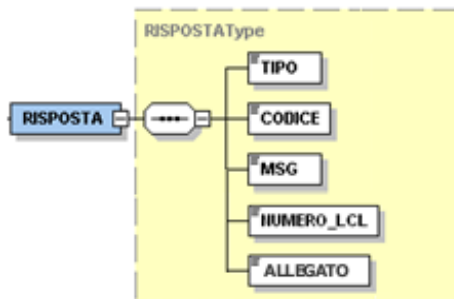 RISPOSTAType
TIPO
RISPOSTA
CODICE
MSG
NUMERO_LCL
ALLEGATO